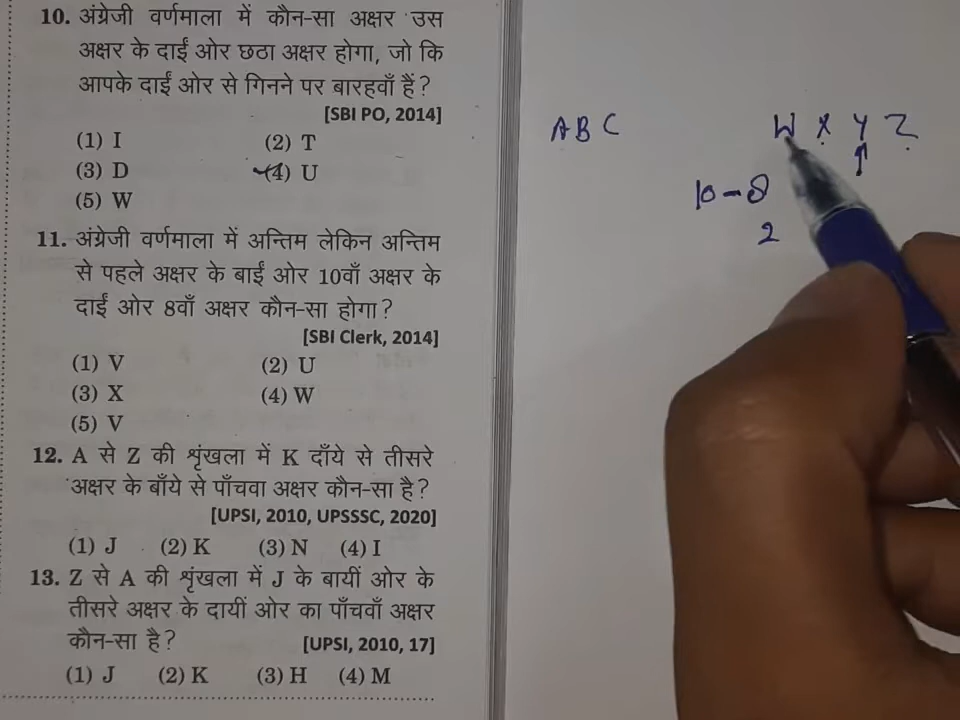 10. अंग्रेजी वर्णमाला में कौन-सा अक्षर उस
अक्षर के दाईं ओर छठा अक्षर होगा, जो कि
आपके दाईं ओर से गिनने पर बारहवाँ हैं?
[SBI PO, 2014]
(1) I (2) T
(3) D (4) U
(5) W
11. अंग्रेजी वर्णमाला में अन्तिम लेकिन अन्तिम
से पहले अक्षर के बाईं ओर 10वाँ अक्षर के
दाईं ओर 8वाँ अक्षर कौन-सा होगा?
[SBI Clerk, 2014]
(1) V (2) U
(3) X (4) W
(5) V
12. A से Z की शृंखला में K दाँये से तीसरे
अक्षर के बाँये से पाँचवा अक्षर कौन-सा है?
[UPSI, 2010, UPSSSC, 2020]
(1) J (2) K (3) N (4) I
13. Z से A की शृंखला में J के बायीं ओर के
तीसरे अक्षर के दायीं ओर का पाँचवाँ अक्षर
कौन-सा है? [UPSI, 2010, 17]
(1) J (2) K (3) H (4) M
A B C W X Y Z
10 - 8
2